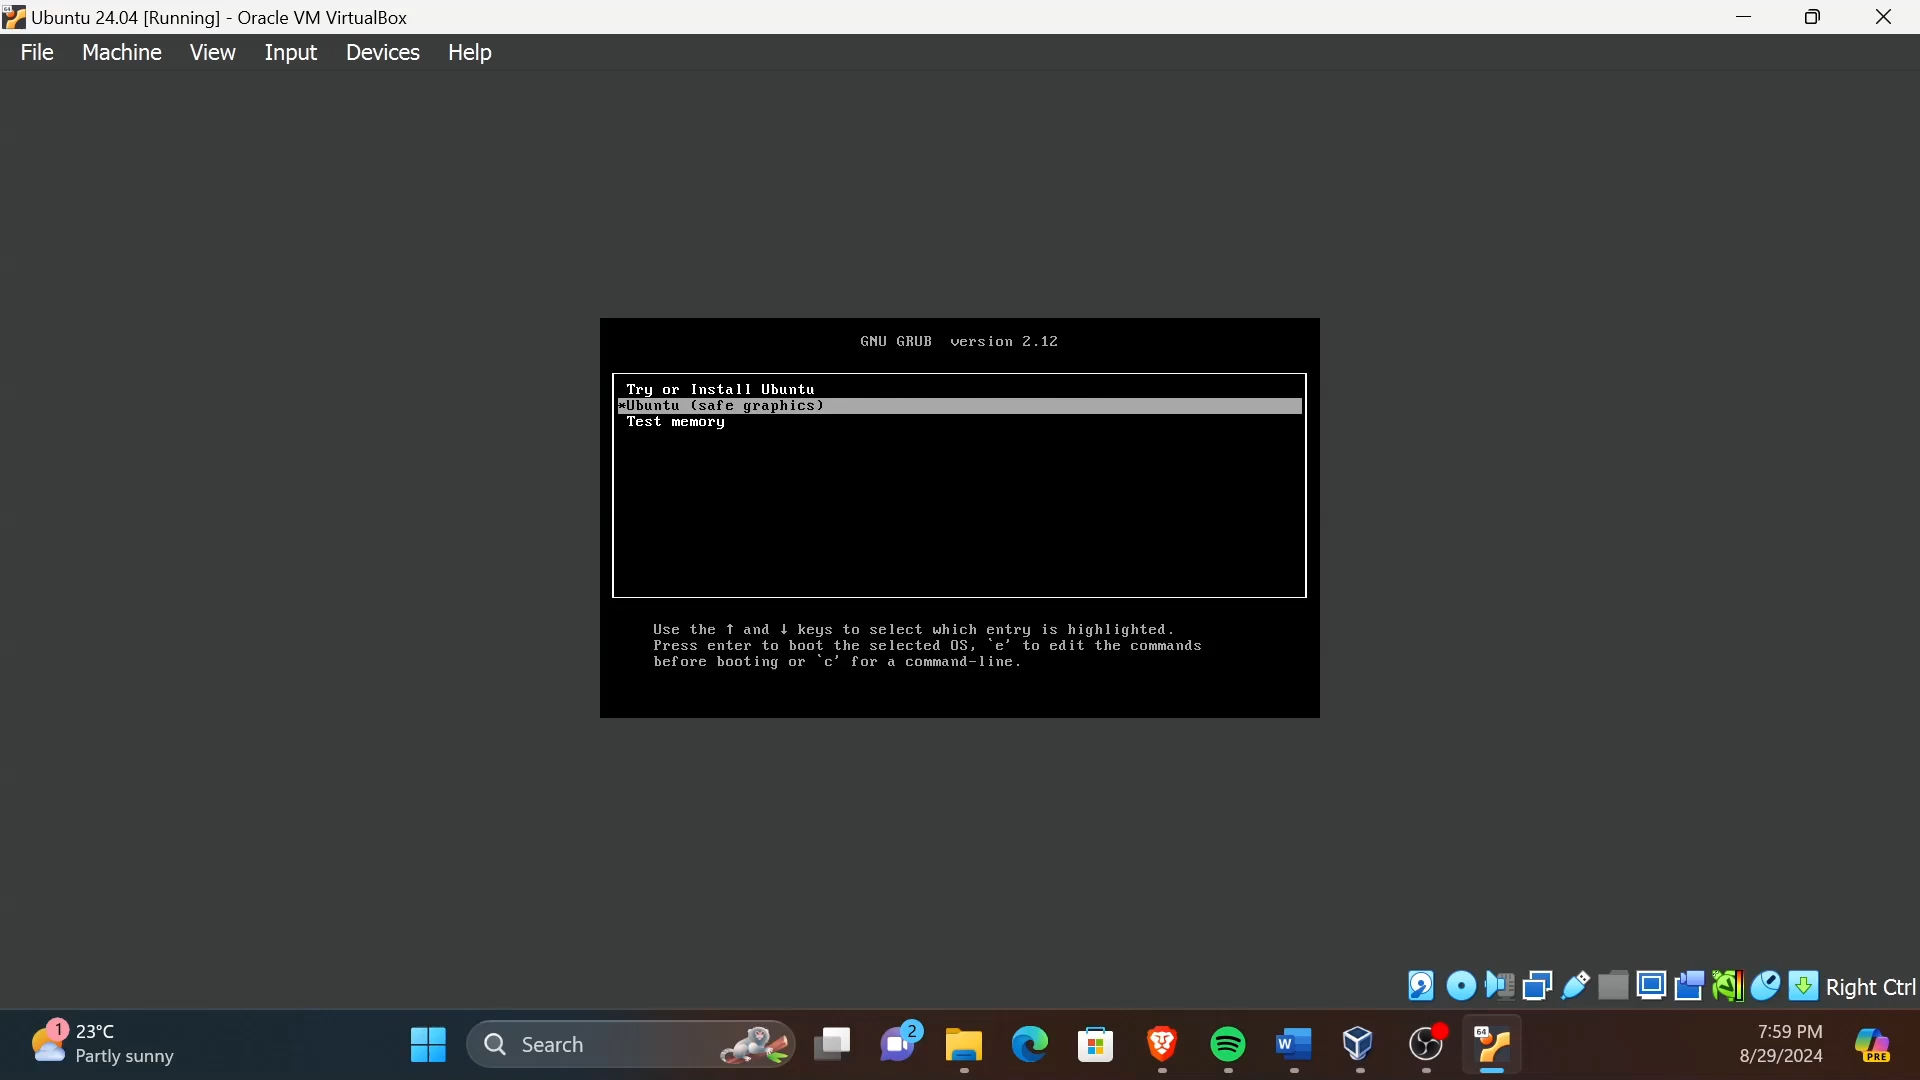 Ubuntu 24.04 [Running] - Oracle VM VirtualBox
File Machine View Input Devices Help
GNU GRUB version 2.12
Try or Install Ubuntu
*Ubuntu (safe graphics)
Test memory
Use the ↑ and ↓ keys to select which entry is highlighted.
Press enter to boot the selected OS, `e' to edit the commands
before booting or `c' for a command-line.
Right Ctrl
1
23°C
Partly sunny
Search
2
W
64
7:59 PM
8/29/2024
PRE